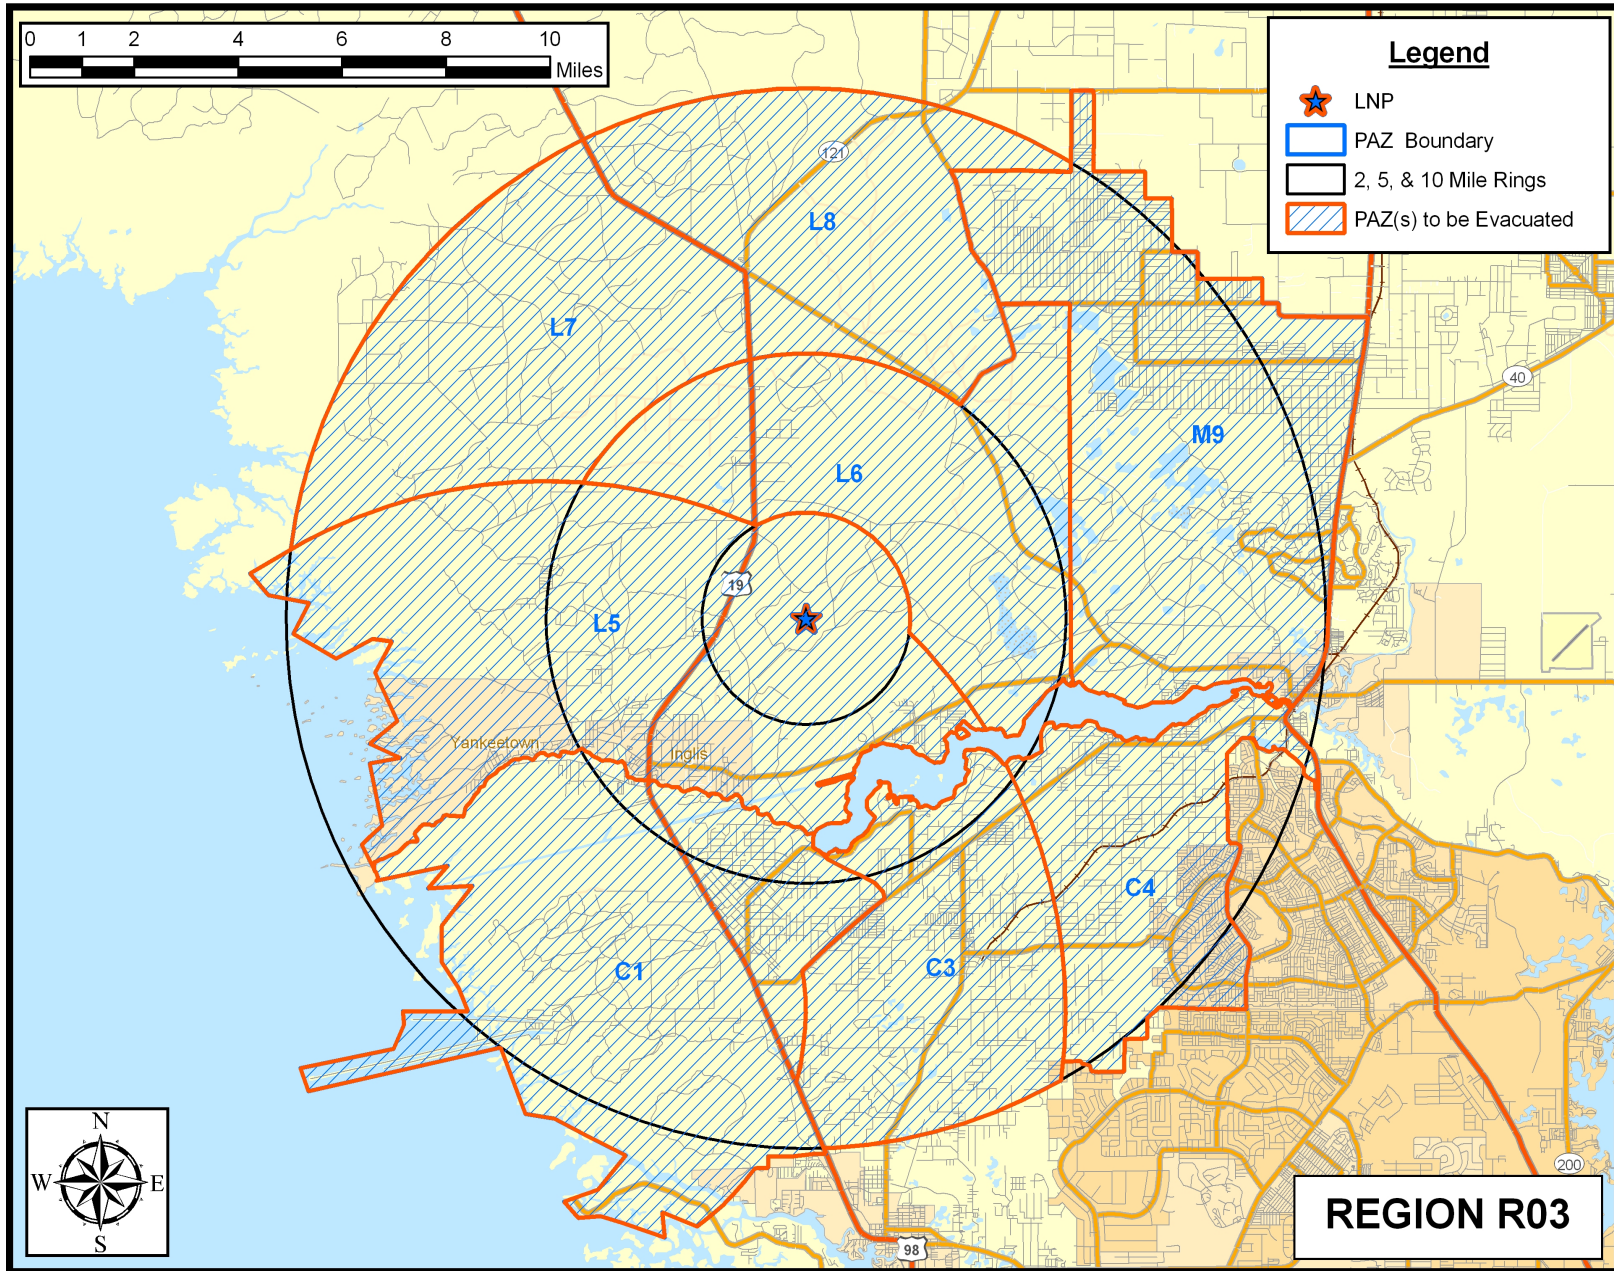 0 1 2 4 6 8 10
Miles
Legend
LNP
PAZ Boundary
2, 5, & 10 Mile Rings
PAZ(s) to be Evacuated
121
L8
L7
40
M9
L6
19
L5
Yankeetown
Inglis
C4
C3
C1
N
W E
S
200
REGION R03
98